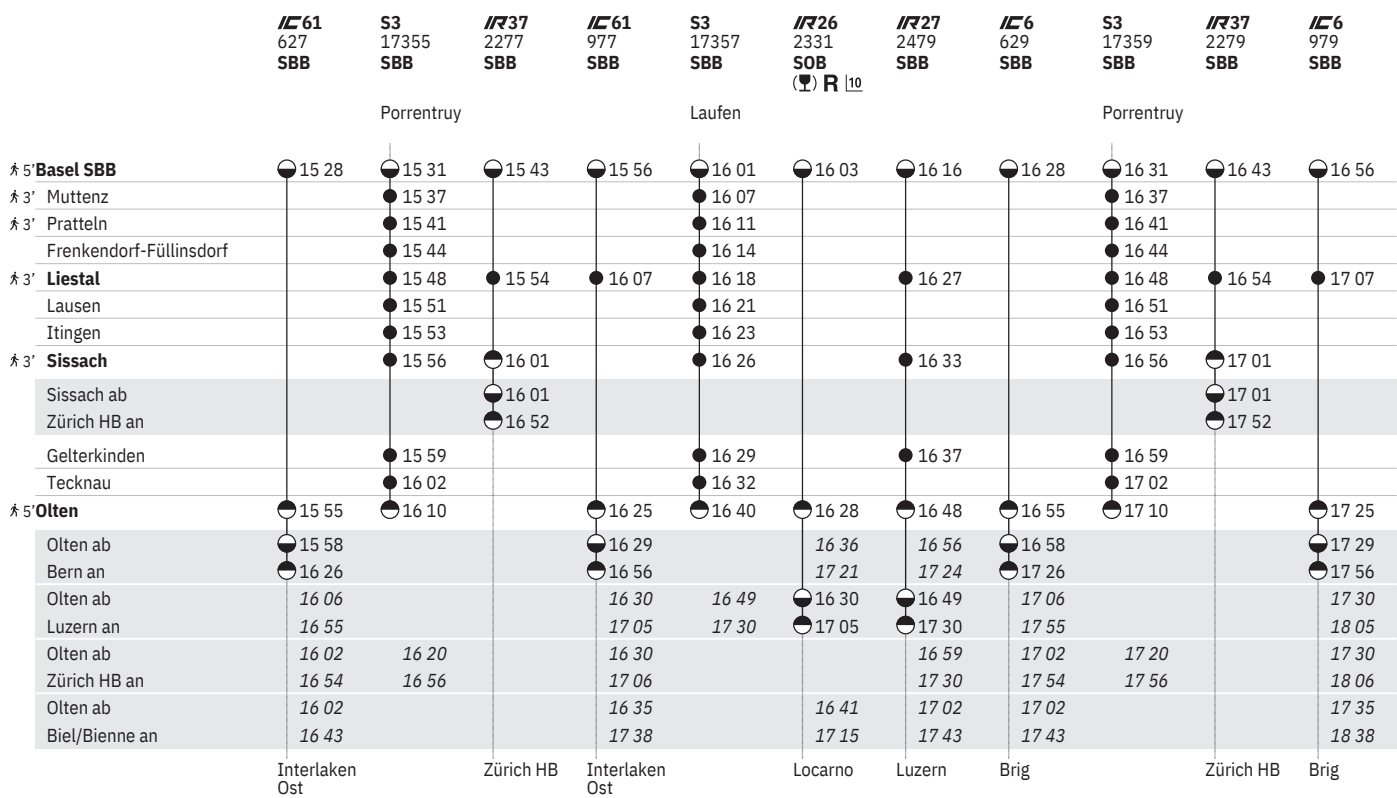 IC61 S3 IR37 IC61 S3 IR26 IR27 IC6 S3 IR37 IC6
627 17355 2277 977 17357 2331 2479 629 17359 2279 979
SBB SBB SBB SBB SBB SOB SBB SBB SBB SBB SBB
R 10
Porrentruy Laufen Porrentruy
5' Basel SBB 15 28 15 31 15 43 15 56 16 01 16 03 16 16 16 28 16 31 16 43 16 56
3' Muttenz 15 37 16 07 16 37
3' Pratteln 15 41 16 11 16 41
Frenkendorf-Füllinsdorf 15 44 16 14 16 44
3' Liestal 15 48 15 54 16 07 16 18 16 27 16 48 16 54 17 07
Lausen 15 51 16 21 16 51
Itingen 15 53 16 23 16 53
3' Sissach 15 56 16 01 16 26 16 33 16 56 17 01
Sissach ab 16 01 17 01
Zürich HB an 16 52 17 52
Gelterkinden 15 59 16 29 16 37 16 59
Tecknau 16 02 16 32 17 02
5' Olten 15 55 16 10 16 25 16 40 16 28 16 48 16 55 17 10 17 25
Olten ab 15 58 16 29 16 36 16 56 16 58 17 29
Bern an 16 26 16 56 17 21 17 24 17 26 17 56
Olten ab 16 06 16 30 16 49 16 30 16 49 17 06 17 30
Luzern an 16 55 17 05 17 30 17 05 17 30 17 55 18 05
Olten ab 16 02 16 20 16 30 16 59 17 02 17 20 17 30
Zürich HB an 16 54 16 56 17 06 17 30 17 54 17 56 18 06
Olten ab 16 02 16 35 16 41 17 02 17 02 17 35
Biel/Bienne an 16 43 17 38 17 15 17 43 17 43 18 38
Interlaken Zürich HB Interlaken Locarno Luzern Brig Zürich HB Brig
Ost Ost